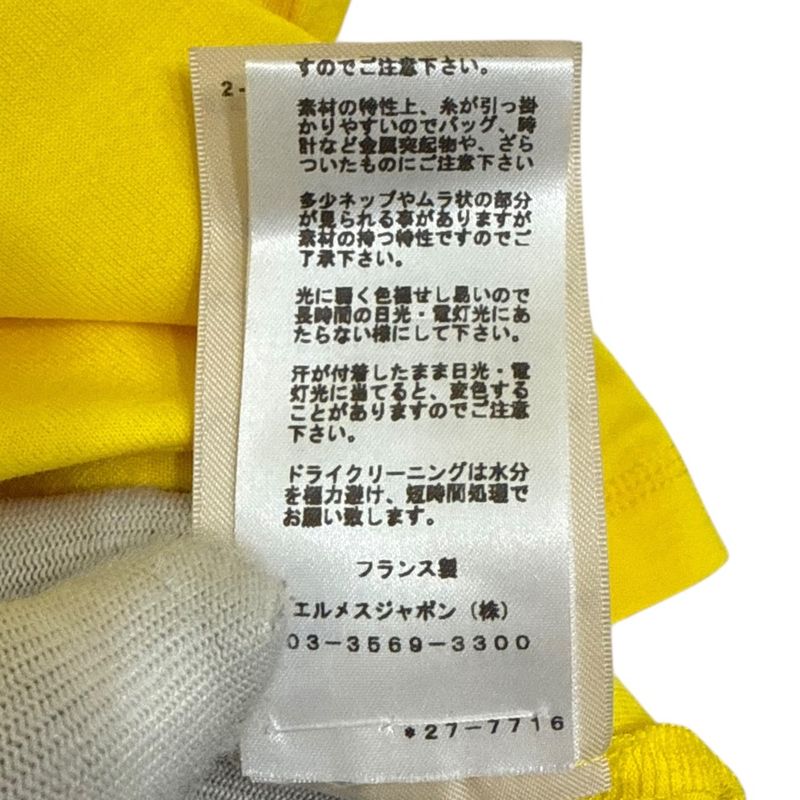 すのでご注意下さい。
2-
素材の特性上、糸が引っ掛
かりやすいのでバッグ、時
計など金属突起物や、ざら
ついたものにご注意下さい
多少ネップやムラ状の部分
が見られる事がありますが
素材の持つ特性ですのでご
了承下さい。
光に弱く色褪せし易いので
長時間の日光・電灯光にあ
たらない様にして下さい。
汗が付着したまま日光・電
灯光に当てると、変色する
ことがありますのでご注意
下さい。
ドライクリーニングは水分
を極力避け、短時間処理で
お願い致します。
フランス製
エルメスジャポン（株）
03-3569-3300
*27-7716